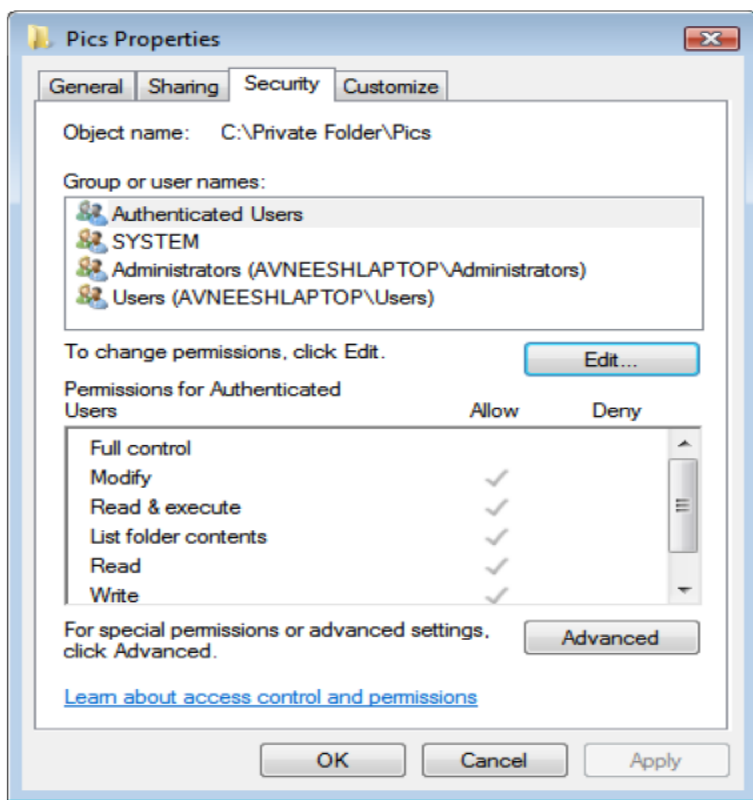 Pics Properties
General Sharing Security Customize
Object name: C:\Private Folder\Pics
Group or user names:
Authenticated Users
SYSTEM
Administrators (AVNEESHLAPTOP\Administrators)
Users (AVNEESHLAPTOP\Users)
To change permissions, click Edit.
Edit...
Permissions for Authenticated
Users Allow Deny
Full control
Modify
Read & execute
List folder contents
Read
Write
For special permissions or advanced settings,
click Advanced.
Advanced
Learn about access control and permissions
OK Cancel Apply